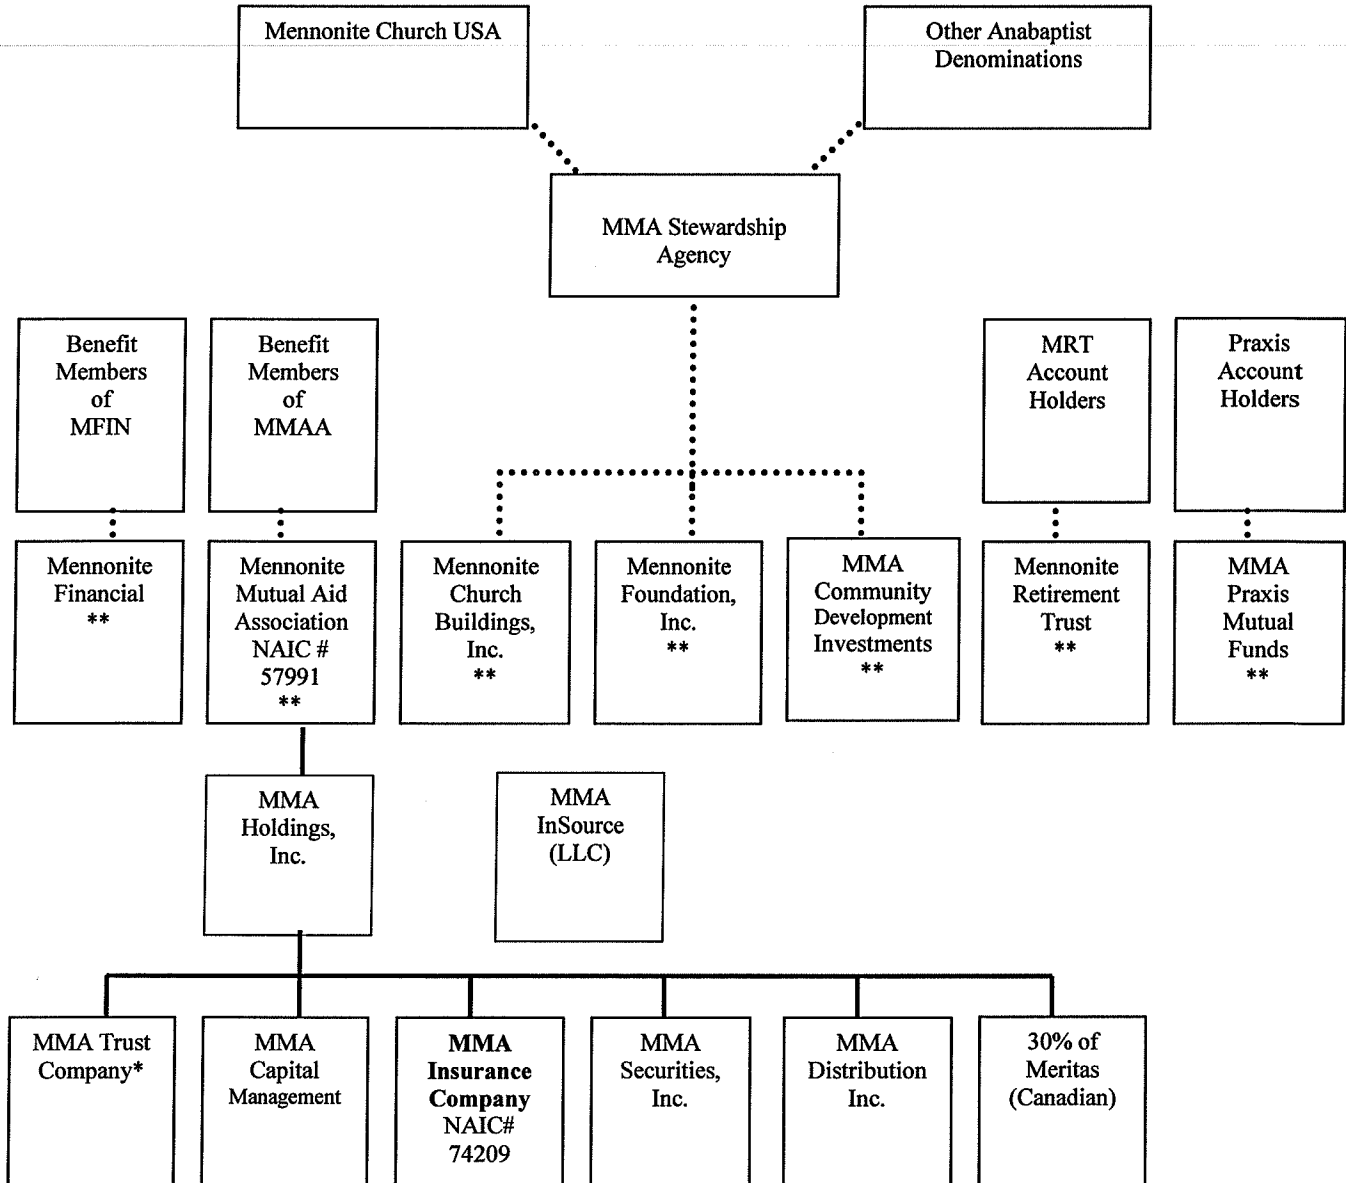 Mennonite Church USA
Other Anabaptist
Denominations
MMA Stewardship
Agency
Benefit
Members
of
MFIN
Benefit
Members
of
MMAA
MRT
Account
Holders
Praxis
Account
Holders
Mennonite
Financial
**
Mennonite
Mutual Aid
Association
NAIC #
57991
**
Mennonite
Church
Buildings,
Inc.
**
Mennonite
Foundation,
Inc.
**
MMA
Community
Development
Investments
**
Mennonite
Retirement
Trust
**
MMA
Praxis
Mutual
Funds
**
MMA
Holdings,
Inc.
MMA
InSource
(LLC)
MMA Trust
Company*
MMA
Capital
Management
MMA
Insurance
Company
NAIC#
74209
MMA
Securities,
Inc.
MMA
Distribution
Inc.
30% of
Meritas
(Canadian)